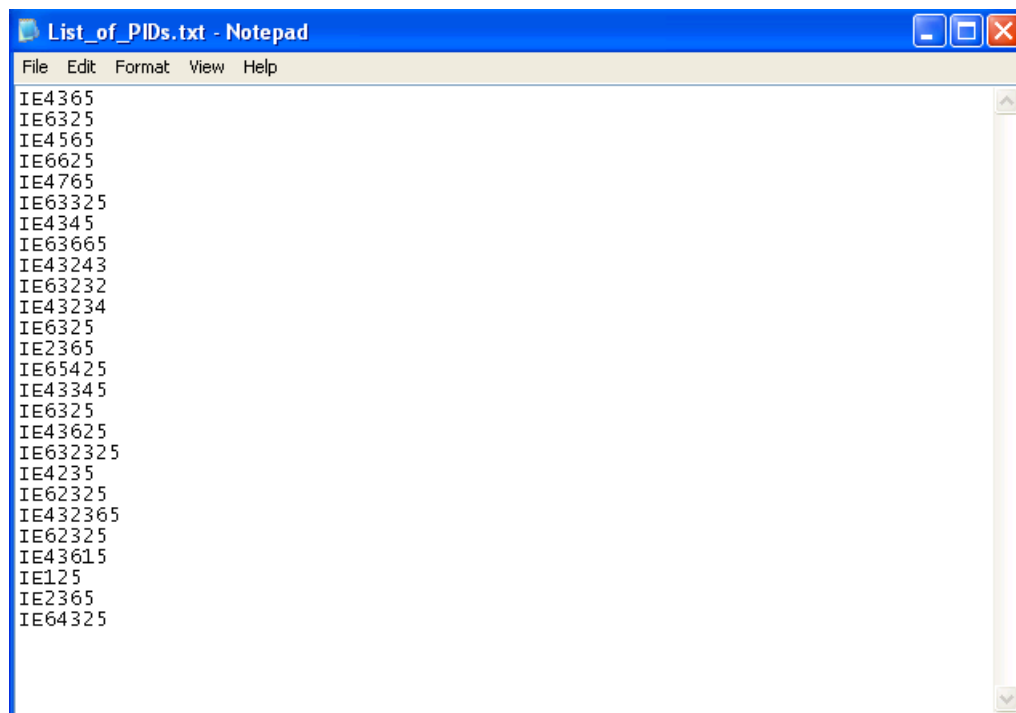 List_of_PIDs.txt - Notepad
File Edit Format View Help
IE4365
IE6325
IE4565
IE6625
IE4765
IE63325
IE4345
IE63665
IE43243
IE63232
IE43234
IE6325
IE2365
IE65425
IE43345
IE6325
IE43625
IE632325
IE4235
IE62325
IE432365
IE62325
IE43615
IE125
IE2365
IE64325